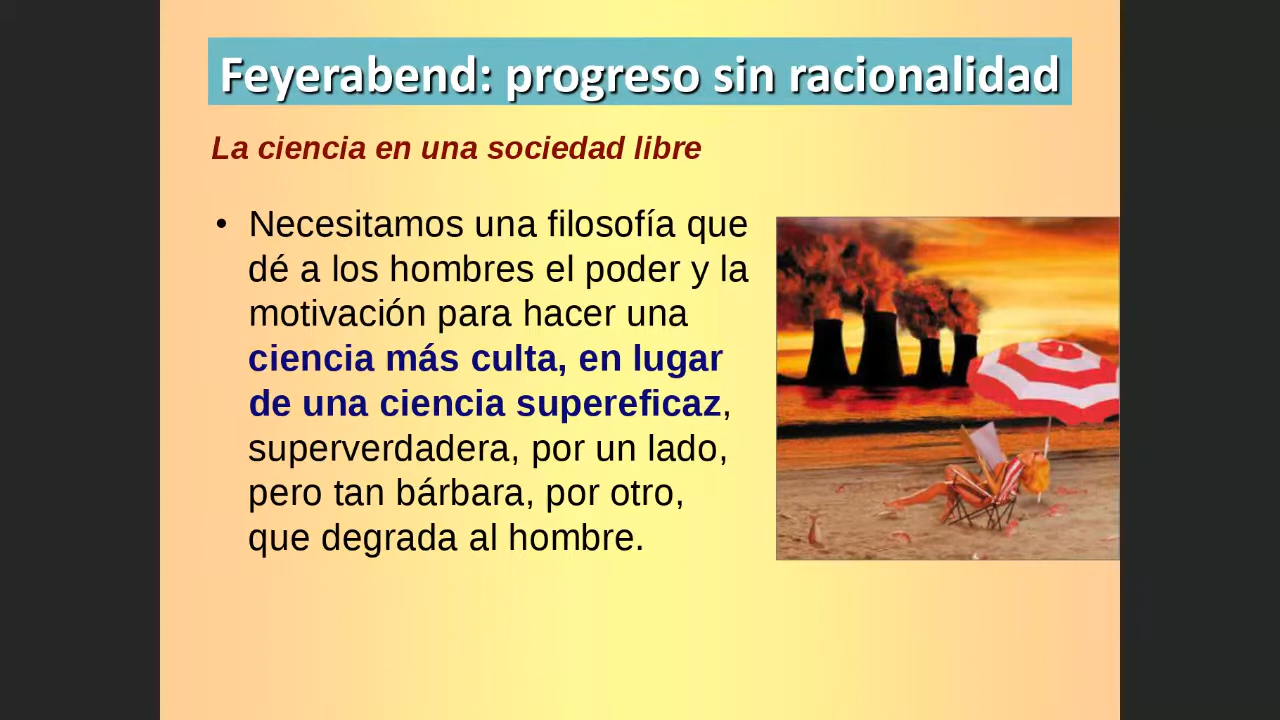 Feyerabend: progreso sin racionalidad
La ciencia en una sociedad libre
• Necesitamos una filosofía que
dé a los hombres el poder y la
motivación para hacer una
ciencia más culta, en lugar
de una ciencia supereficaz,
superverdadera, por un lado,
pero tan bárbara, por otro,
que degrada al hombre.